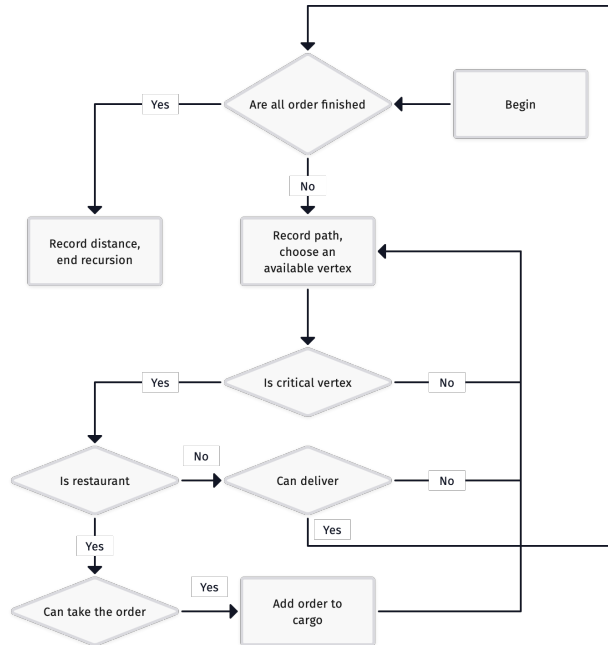 Yes
Are all order finished
Begin
No
Record distance,
end recursion
Record path,
choose an
available vertex
Yes
Is critical vertex
No
No
Is restaurant
Can deliver
No
Yes
Yes
Yes
Can take the order
Add order to
cargo